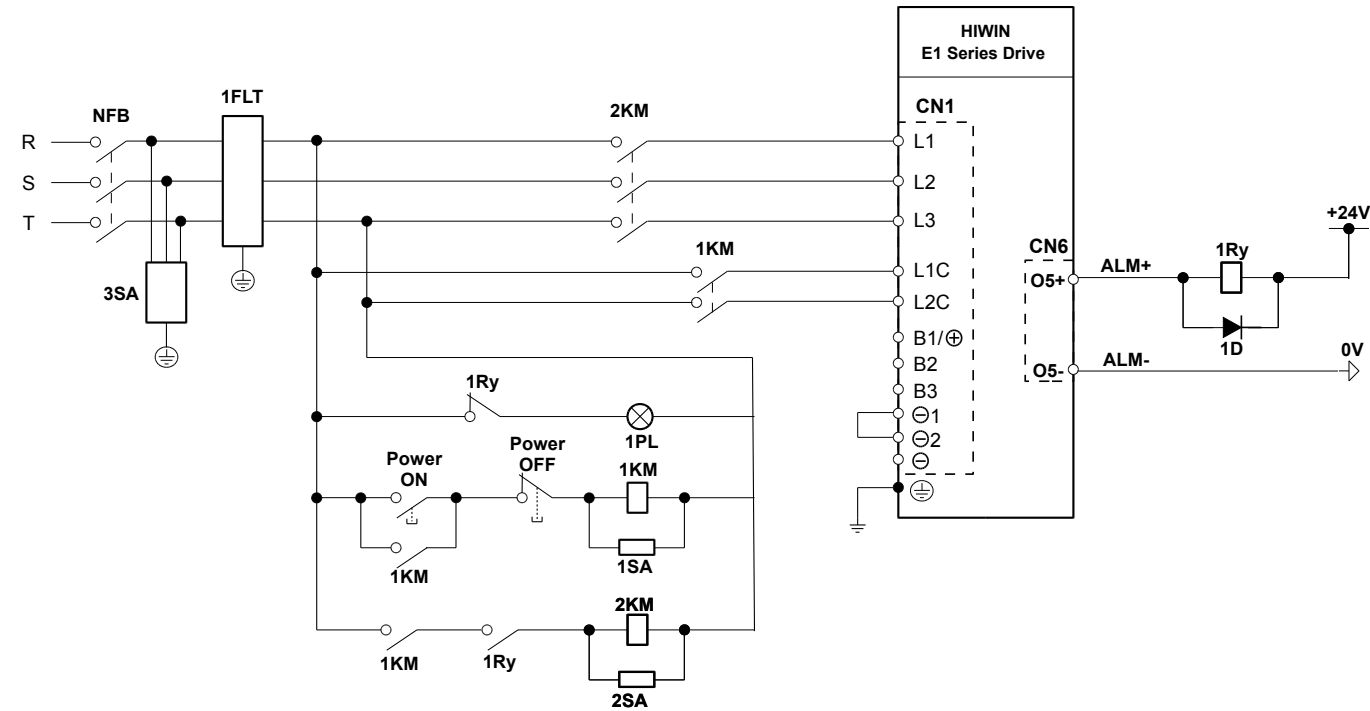 HIWIN
E1 Series Drive
1FLT
NFB
2KM
CN1
R
L1
S
L2
T
L3
+24V
1KM
CN6
1Ry
3SA
L1C
O5+
ALM+
L2C
B1/⊕
1D
0V
B2
O5-
ALM-
1Ry
B3
⊖1
1PL
⊖2
Power
ON
Power
OFF
1KM
⊖
1KM
1SA
2KM
1KM
1Ry
2SA